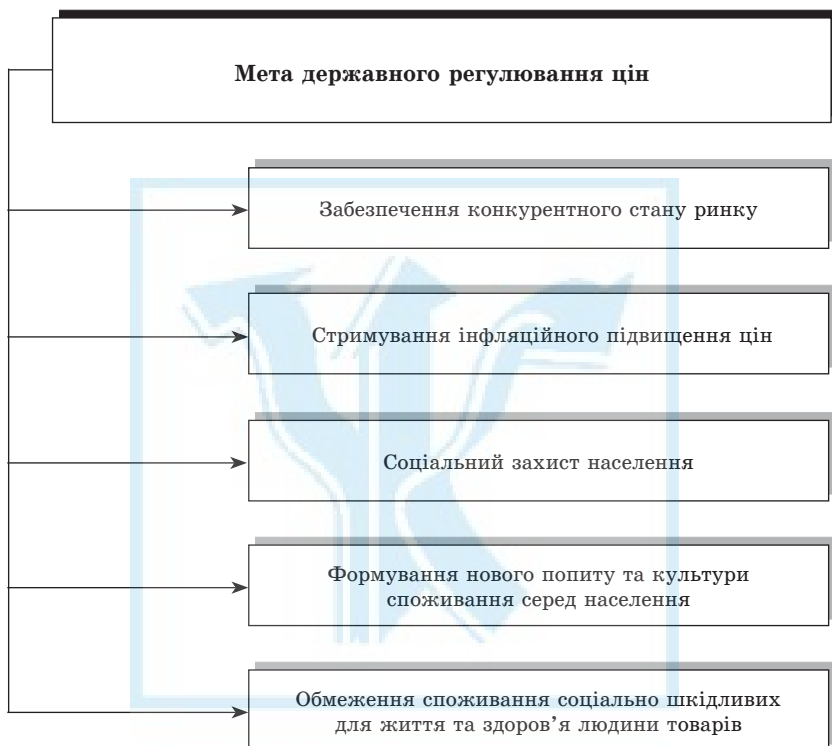 Мета державного регулювання цін
Забезпечення конкурентного стану ринку
Стримування інфляційного підвищення цін
Соціальний захист населення
Формування нового попиту та культури
споживання серед населення
Обмеження споживання соціально шкідливих
для життя та здоров’я людини товарів